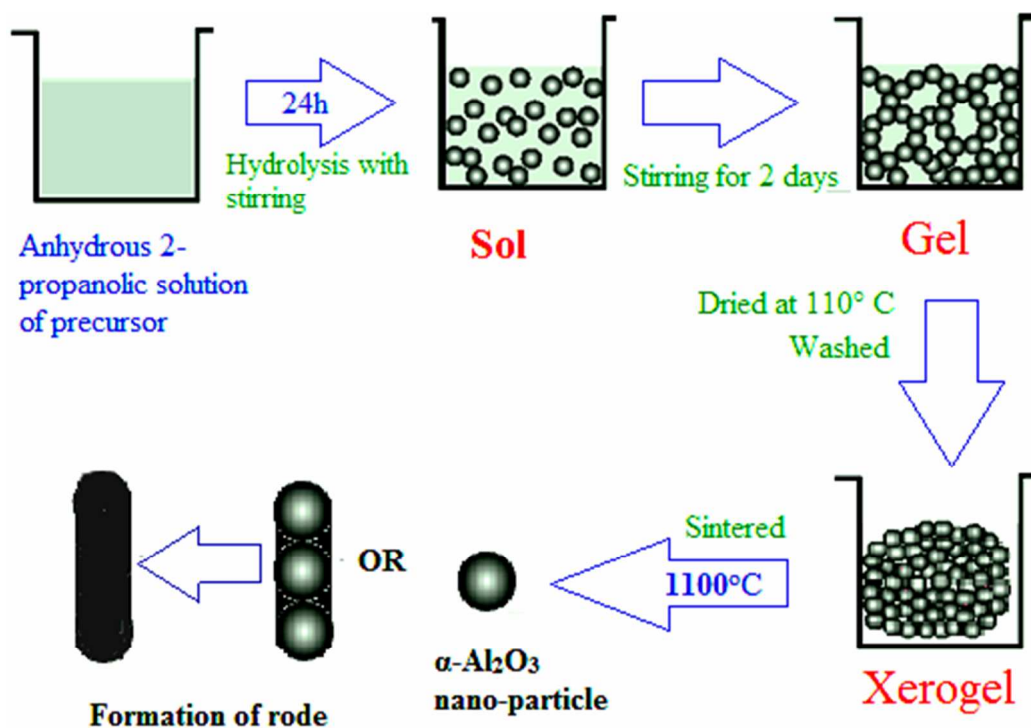 24h
Hydrolysis with
stirring
Stirring for 2 days
Anhydrous 2-
propanolic solution
of precursor
Sol
Gel
Dried at 110° C
Washed
Xerogel
Sintered
1100°C
α-Al₂O₃
nano-particle
OR
Formation of rode